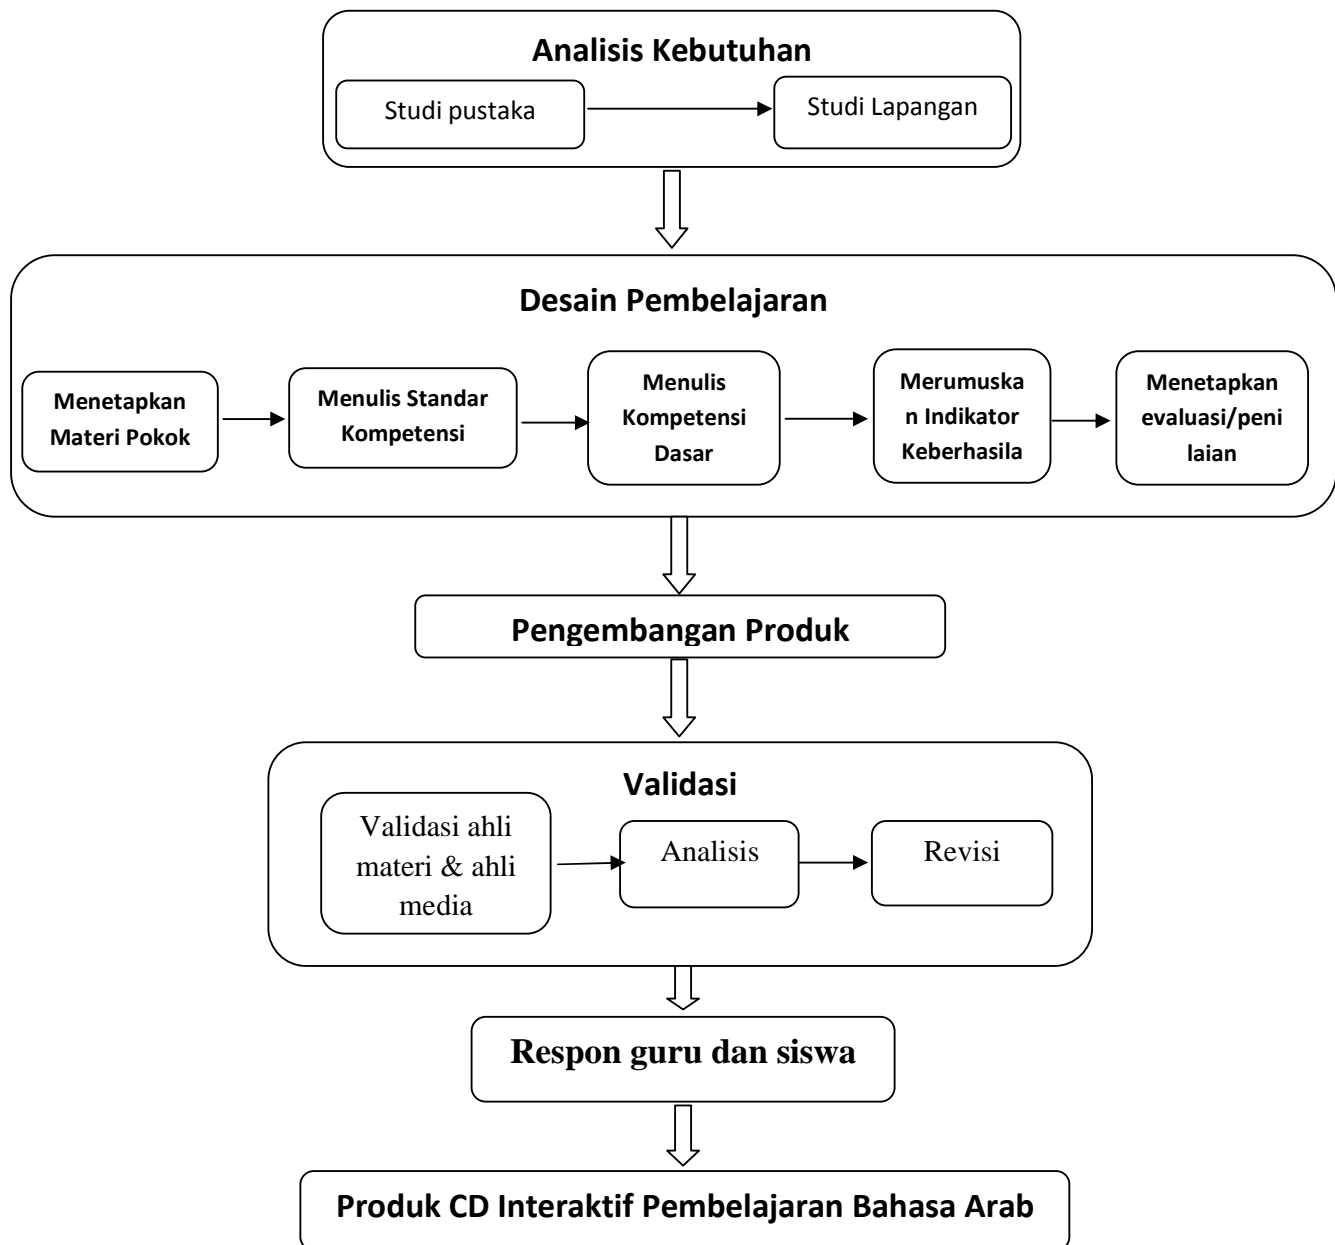 Analisis Kebutuhan
Studi pustaka
Studi Lapangan
Desain Pembelajaran
Menetapkan
Materi Pokok
Menulis Standar
Kompetensi
Menulis
Kompetensi
Dasar
Merumuska
n Indikator
Keberhasila
Menetapkan
evaluasi/peni
laian
Pengembangan Produk
Validasi
Validasi ahli
materi & ahli
media
Analisis
Revisi
Respon guru dan siswa
Produk CD Interaktif Pembelajaran Bahasa Arab